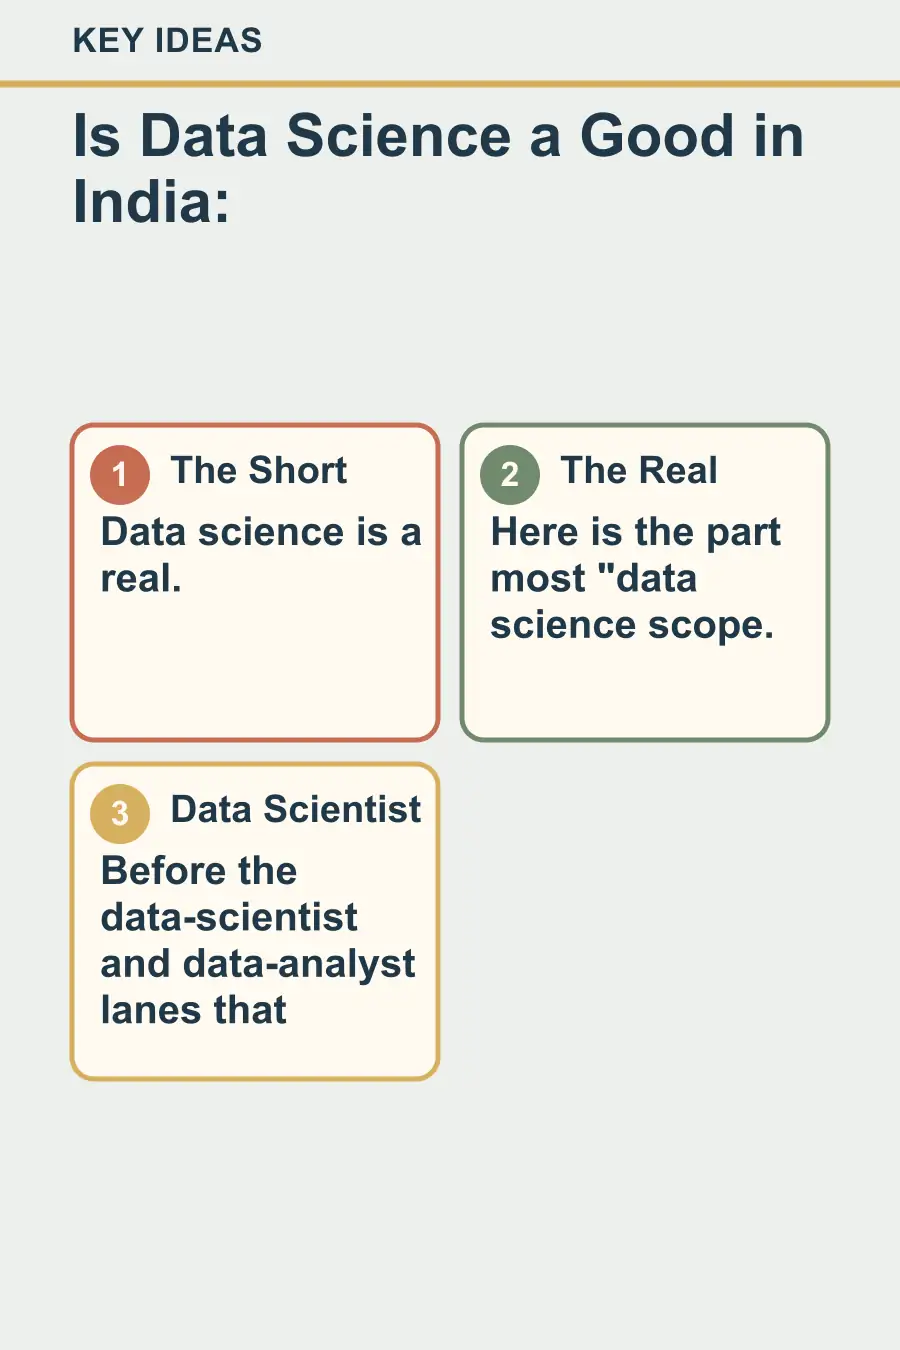 KEY IDEAS
Is Data Science a Good in
India:
1 The Short
Data science is a
real.
2 The Real
Here is the part
most "data
science scope.
3 Data Scientist
Before the
data-scientist
and data-analyst
lanes that